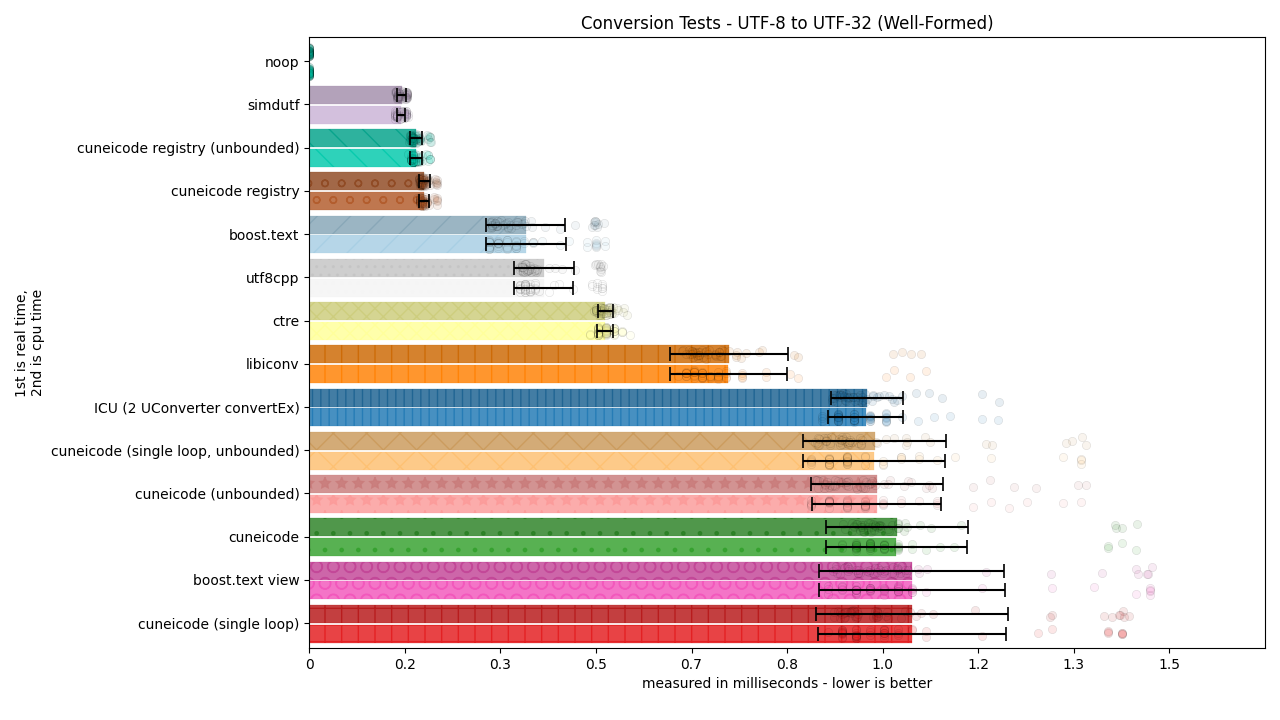 Conversion Tests - UTF-8 to UTF-32 (Well-Formed)
1st is real time,
2nd is cpu time
noop
simdutf
cuneicode registry (unbounded)
cuneicode registry
boost.text
utf8cpp
ctre
libiconv
ICU (2 UConverter convertEx)
cuneicode (single loop, unbounded)
cuneicode (unbounded)
cuneicode
boost.text view
cuneicode (single loop)
0 0.2 0.3 0.5 0.7 0.8 1.0 1.2 1.3 1.5
measured in milliseconds - lower is better